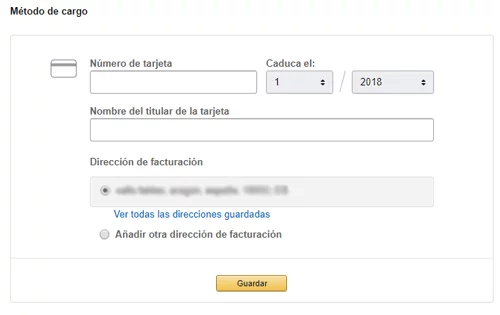 Método de cargo
Número de tarjeta
Caduca el:
1 / 2018
Nombre del titular de la tarjeta
Dirección de facturación
Ver todas las direcciones guardadas
Añadir otra dirección de facturación
Guardar